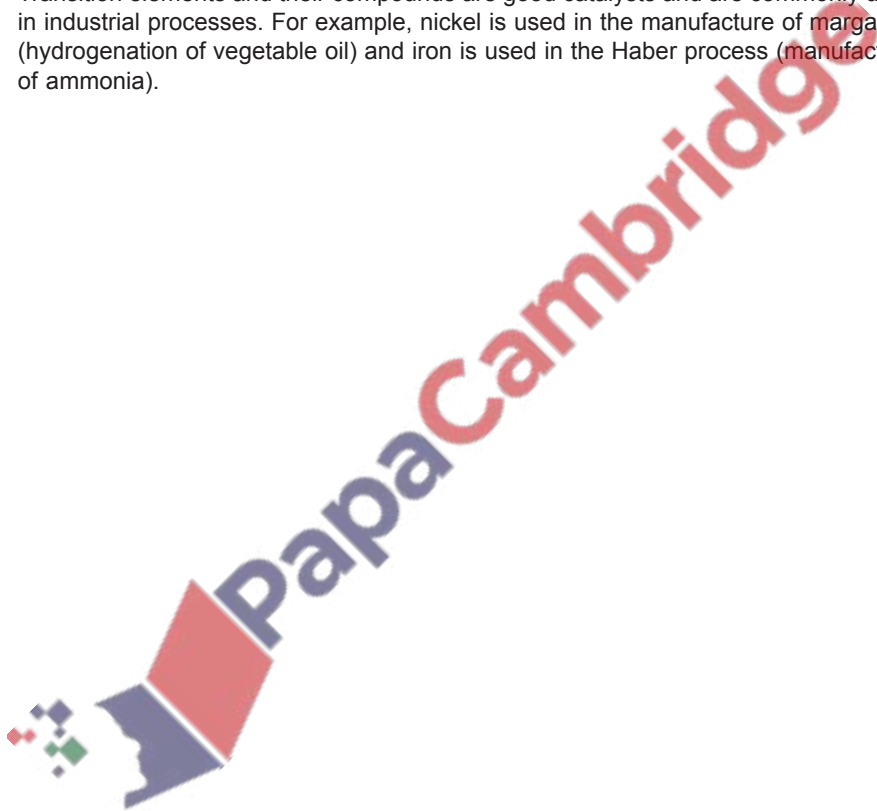 in industrial processes. For example, nickel is used in the manufacture of marga
(hydrogenation of vegetable oil) and iron is used in the Haber process (manufac
of ammonia).
PapaCambridge